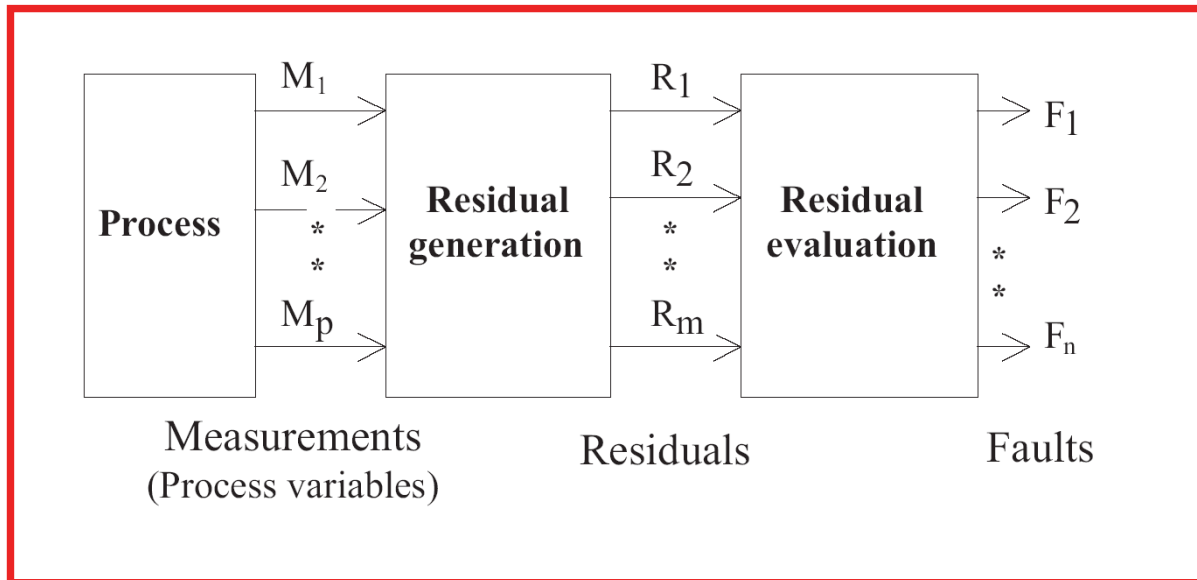 Process
M₁
M₂
*
*
Mp
Residual
generation
R1
R2
*
*
Rm
Residual
evaluation
F1
F2
*
*
Fn
Measurements
(Process variables)
Residuals
Faults